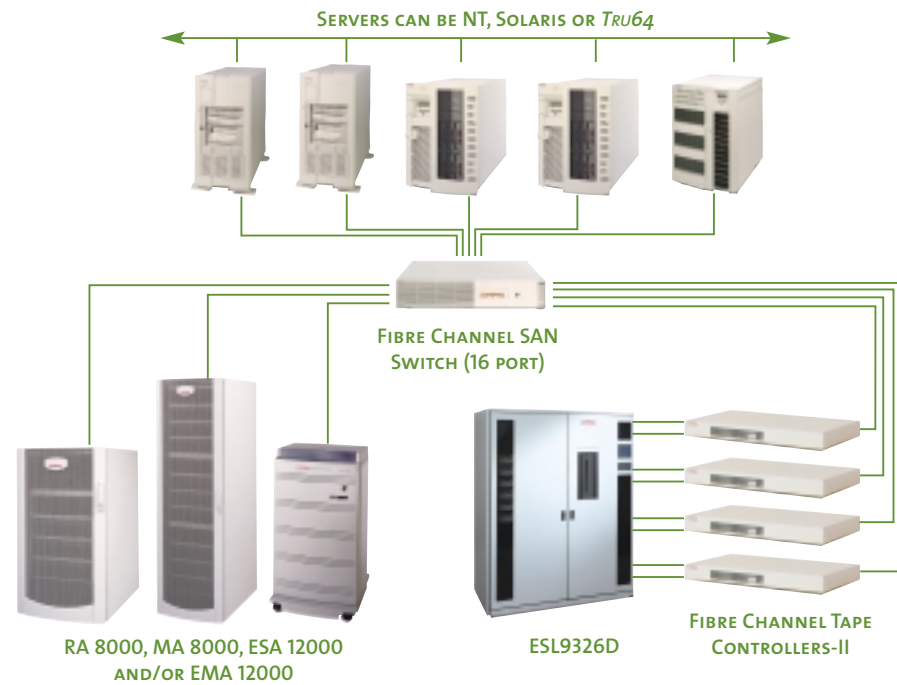 SERVERS CAN BE NT, SOLARIS OR TRU64
FIBRE CHANNEL SAN
SWITCH (16 PORT)
RA 8000, MA 8000, ESA 12000
AND/OR EMA 12000
ESL9326D
FIBRE CHANNEL TAPE
CONTROLLERS-II